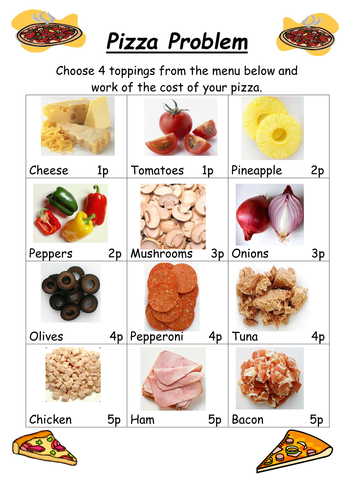 Pizza Problem
Choose 4 toppings from the menu below and
work of the cost of your pizza.
Cheese 1p
Tomatoes 1p
Pineapple 2p
Peppers 2p
Mushrooms 3p
Onions 3p
Olives 4p
Pepperoni 4p
Tuna 4p
Chicken 5p
Ham 5p
Bacon 5p